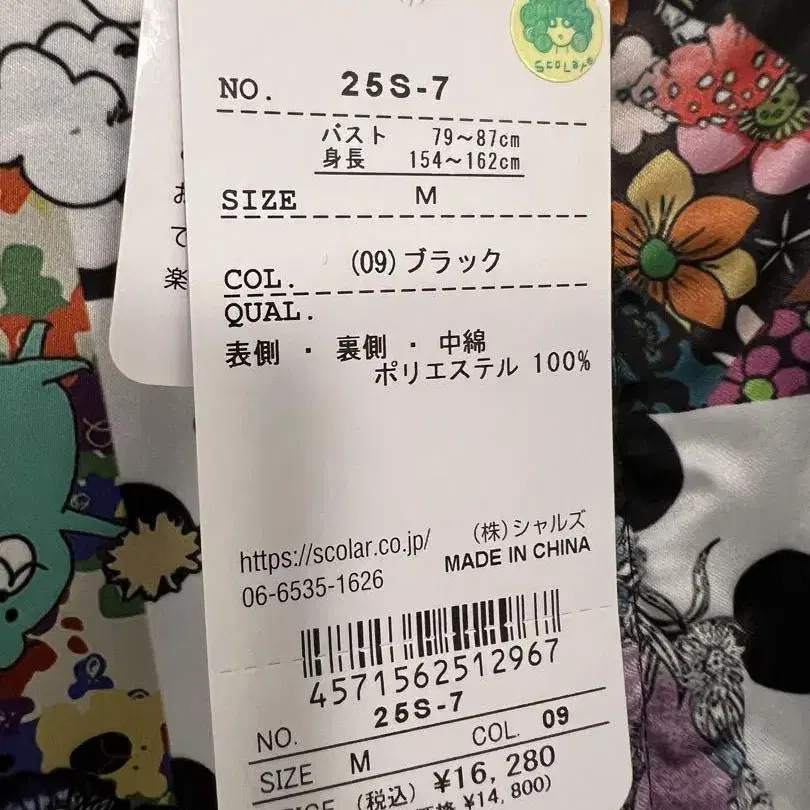 ScoLar
NO. 25S-7
バスト 79～87cm
身長 154～162cm
SIZE M
COL. (09)ブラック
QUAL.
表側 ・ 裏側 ・ 中綿
ポリエステル 100%
https://scolar.co.jp/ (株)シャルズ
06-6535-1626 MADE IN CHINA
4571562512967
NO. 25S-7
SIZE M COL. 09
(税込) ¥16,280
¥14,800)
お
て
楽